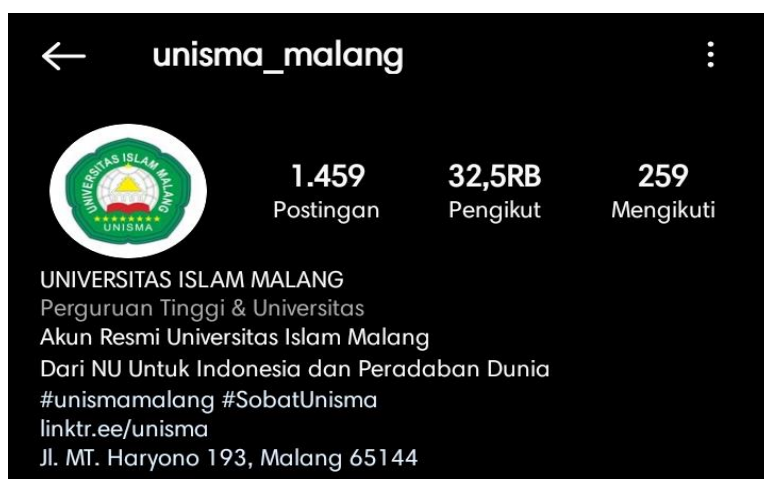 unisma_malang
UNIVERSITAS ISLAM MALANG
UNISMA
1.459
Postingan
32,5RB
Pengikut
259
Mengikuti
UNIVERSITAS ISLAM MALANG
Perguruan Tinggi & Universitas
Akun Resmi Universitas Islam Malang
Dari NU Untuk Indonesia dan Peradaban Dunia
#unismamalang #SobatUnisma
linktr.ee/unisma
Jl. MT. Haryono 193, Malang 65144